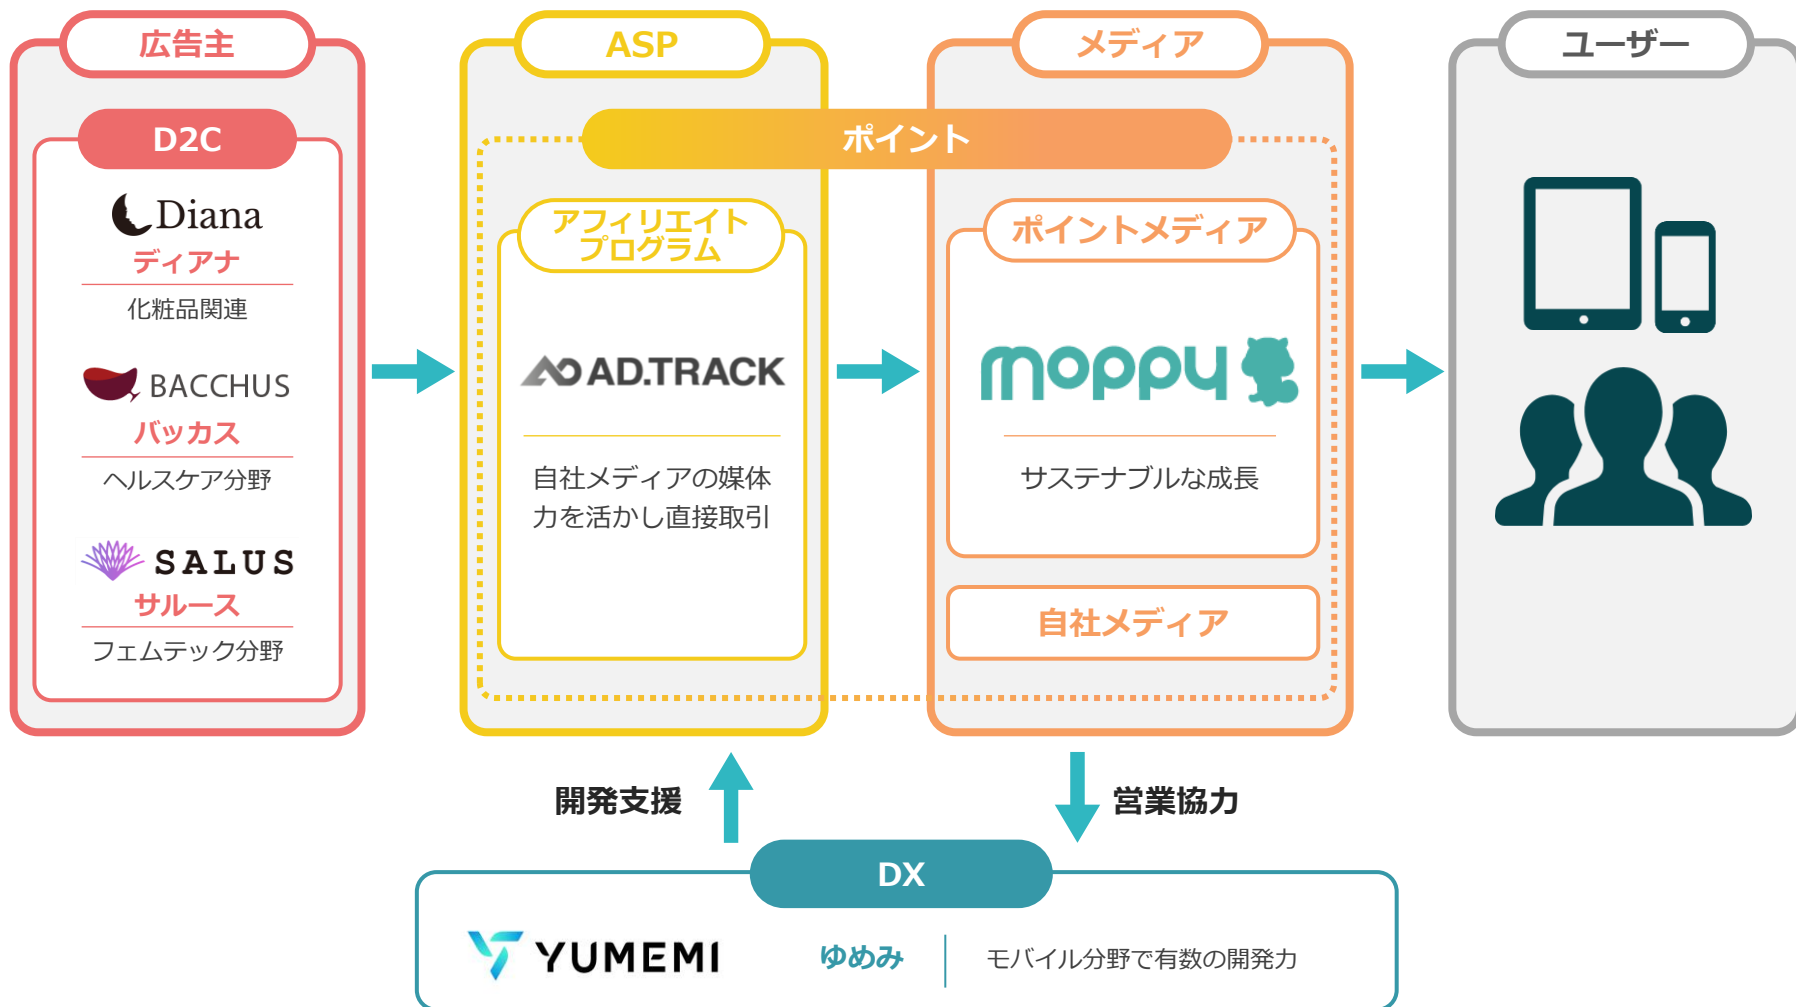 広告主
D2C
Diana
ディアナ
化粧品関連
BACCHUS
バッカス
ヘルスケア分野
SALUS
サルース
フェムテック分野
ASP
メディア
ポイント
アフィリエイト
プログラム
AD.TRACK
自社メディアの媒体
力を活かし直接取引
ポイントメディア
moppy
サステナブルな成長
自社メディア
ユーザー
開発支援
営業協力
DX
YUMEMI
ゆめみ
モバイル分野で有数の開発力